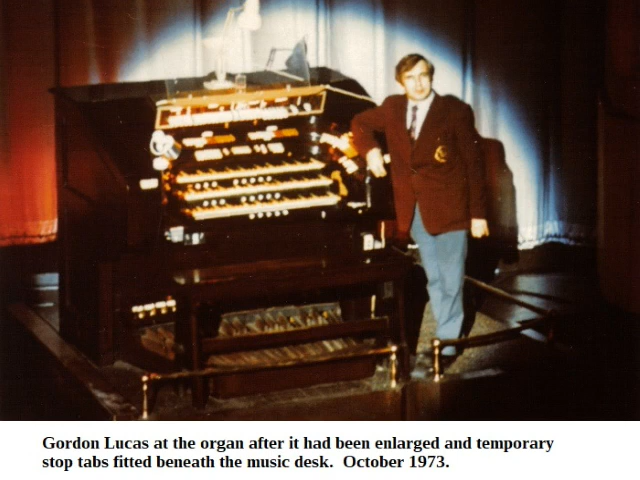 Gordon Lucas at the organ after it had been enlarged and temporary
stop tabs fitted beneath the music desk.  October 1973.